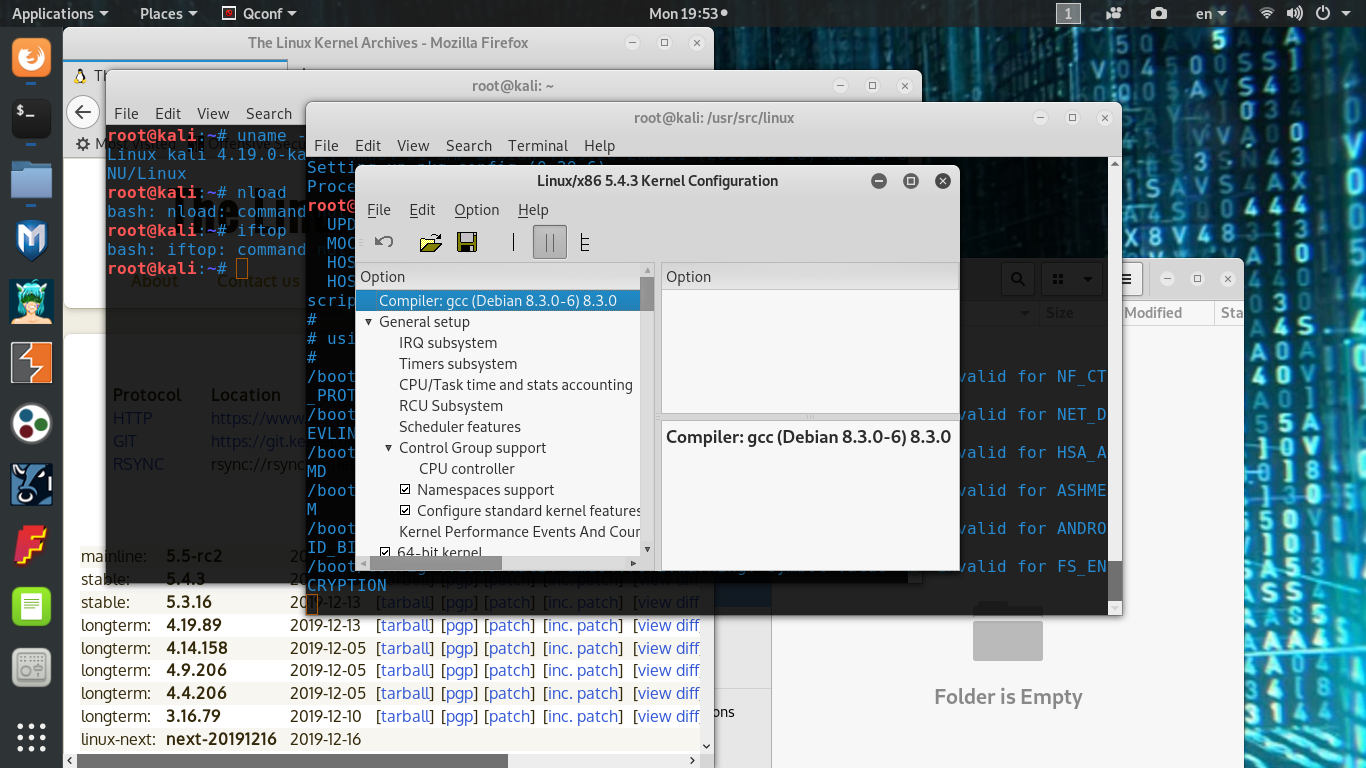 Applications Places Qconf Mon 19:53 1 en
The Linux Kernel Archives - Mozilla Firefox
root@kali: ~
File Edit View Search
root@kali:~# uname -
Linux kali 4.19.0-ka
NU/Linux
root@kali:~# nload
bash: nload: command
root@kali:~# iftop
bash: iftop: command
root@kali:~#
Most Visited
About Contact us
Protocol Location
HTTP https://www.
GIT https://git.ke
RSYNC rsync://rsync
root@kali: /usr/src/linux
File Edit View Search Terminal Help
Proce
root@
UPD
MOC
HOS
HOS
scrip
#
# usi
#
/boot valid for NF_CT
_PROT
/boot valid for NET_D
EVLIN
/boot valid for HSA_A
MD
/boot valid for ASHME
M
/boot valid for ANDRO
ID_BI
/boot valid for FS_EN
CRYPTION
Linux/x86 5.4.3 Kernel Configuration
File Edit Option Help
Option
Compiler: gcc (Debian 8.3.0-6) 8.3.0
General setup
IRQ subsystem
Timers subsystem
CPU/Task time and stats accounting
RCU Subsystem
Scheduler features
Control Group support
CPU controller
Namespaces support
Configure standard kernel features
Kernel Performance Events And Cour
64-bit kernel
Option
Compiler: gcc (Debian 8.3.0-6) 8.3.0
Size Modified Sta
Folder is Empty
ons
mainline: 5.5-rc2
stable: 5.4.3
stable: 5.3.16 2019-12-13 [tarball] [pgp] [patch] [inc. patch] [view diff
longterm: 4.19.89 2019-12-13 [tarball] [pgp] [patch] [inc. patch] [view diff
longterm: 4.14.158 2019-12-05 [tarball] [pgp] [patch] [inc. patch] [view diff
longterm: 4.9.206 2019-12-05 [tarball] [pgp] [patch] [inc. patch] [view diff
longterm: 4.4.206 2019-12-05 [tarball] [pgp] [patch] [inc. patch] [view diff
longterm: 3.16.79 2019-12-10 [tarball] [pgp] [patch] [inc. patch] [view diff
linux-next: next-20191216 2019-12-16